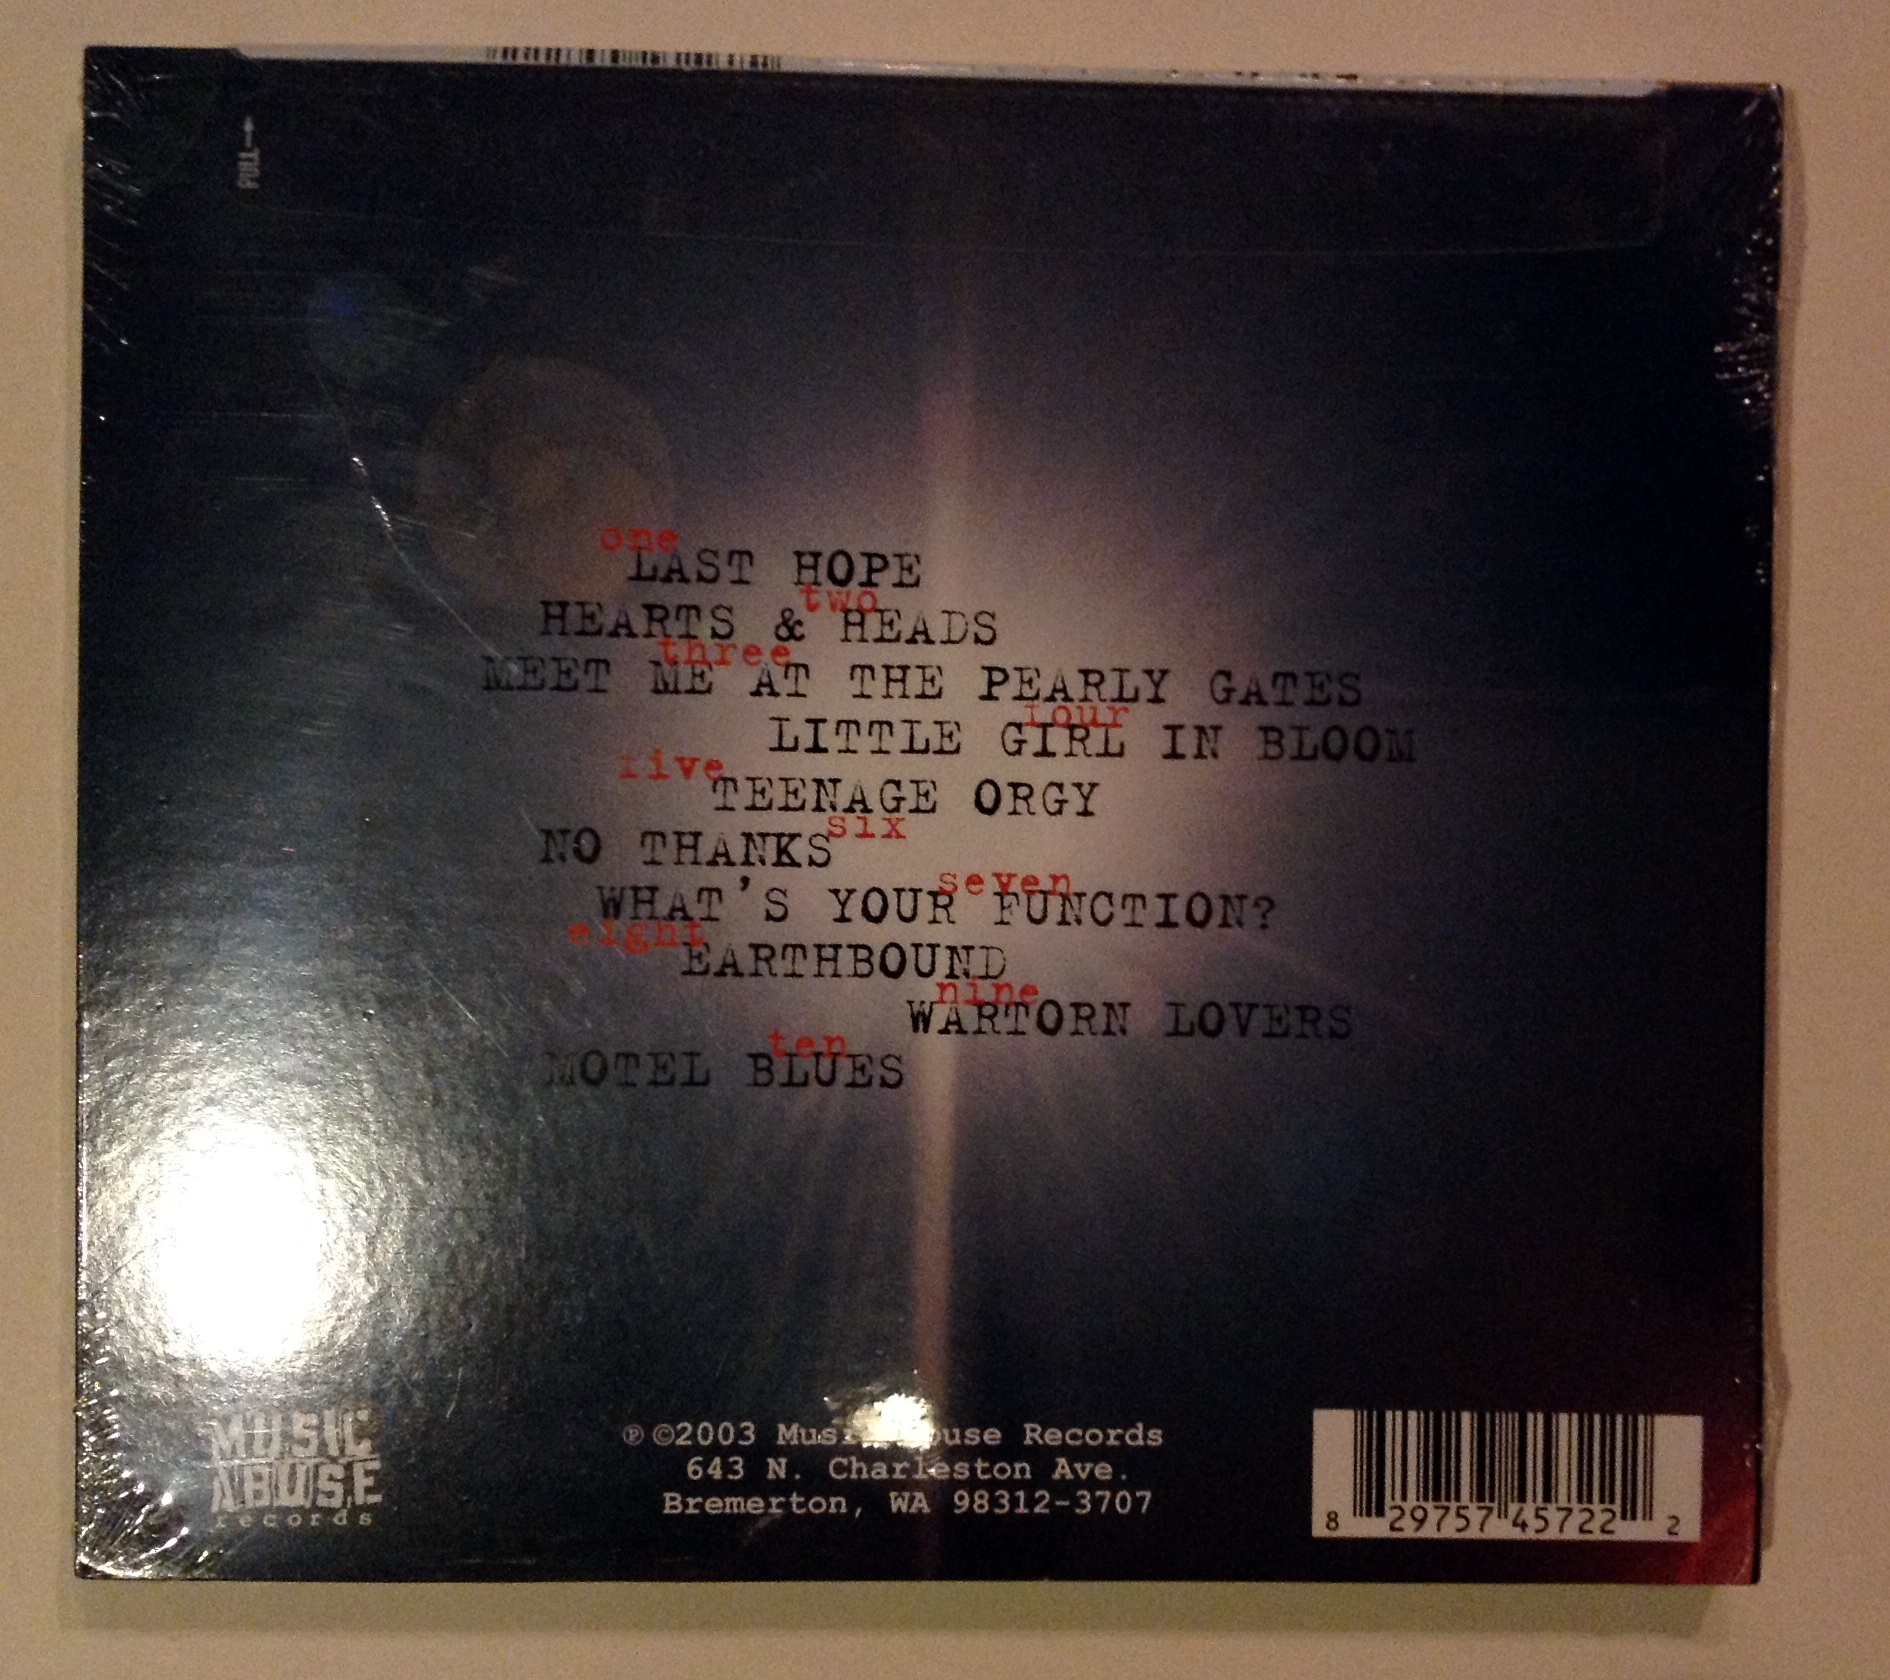 PULL
one
LAST HOPE
two
HEARTS & HEADS
three
MEET ME AT THE PEARLY GATES
four
LITTLE GIRL IN BLOOM
five
TEENAGE ORGY
six
NO THANKS
seven
WHAT'S YOUR FUNCTION?
eight
EARTHBOUND
nine
WARTORN LOVERS
ten
MOTEL BLUES
MUSIC
ABUSE
records
℗ ©2003 Music Abuse Records
643 N. Charleston Ave.
Bremerton, WA 98312-3707
8 29757 45722 2